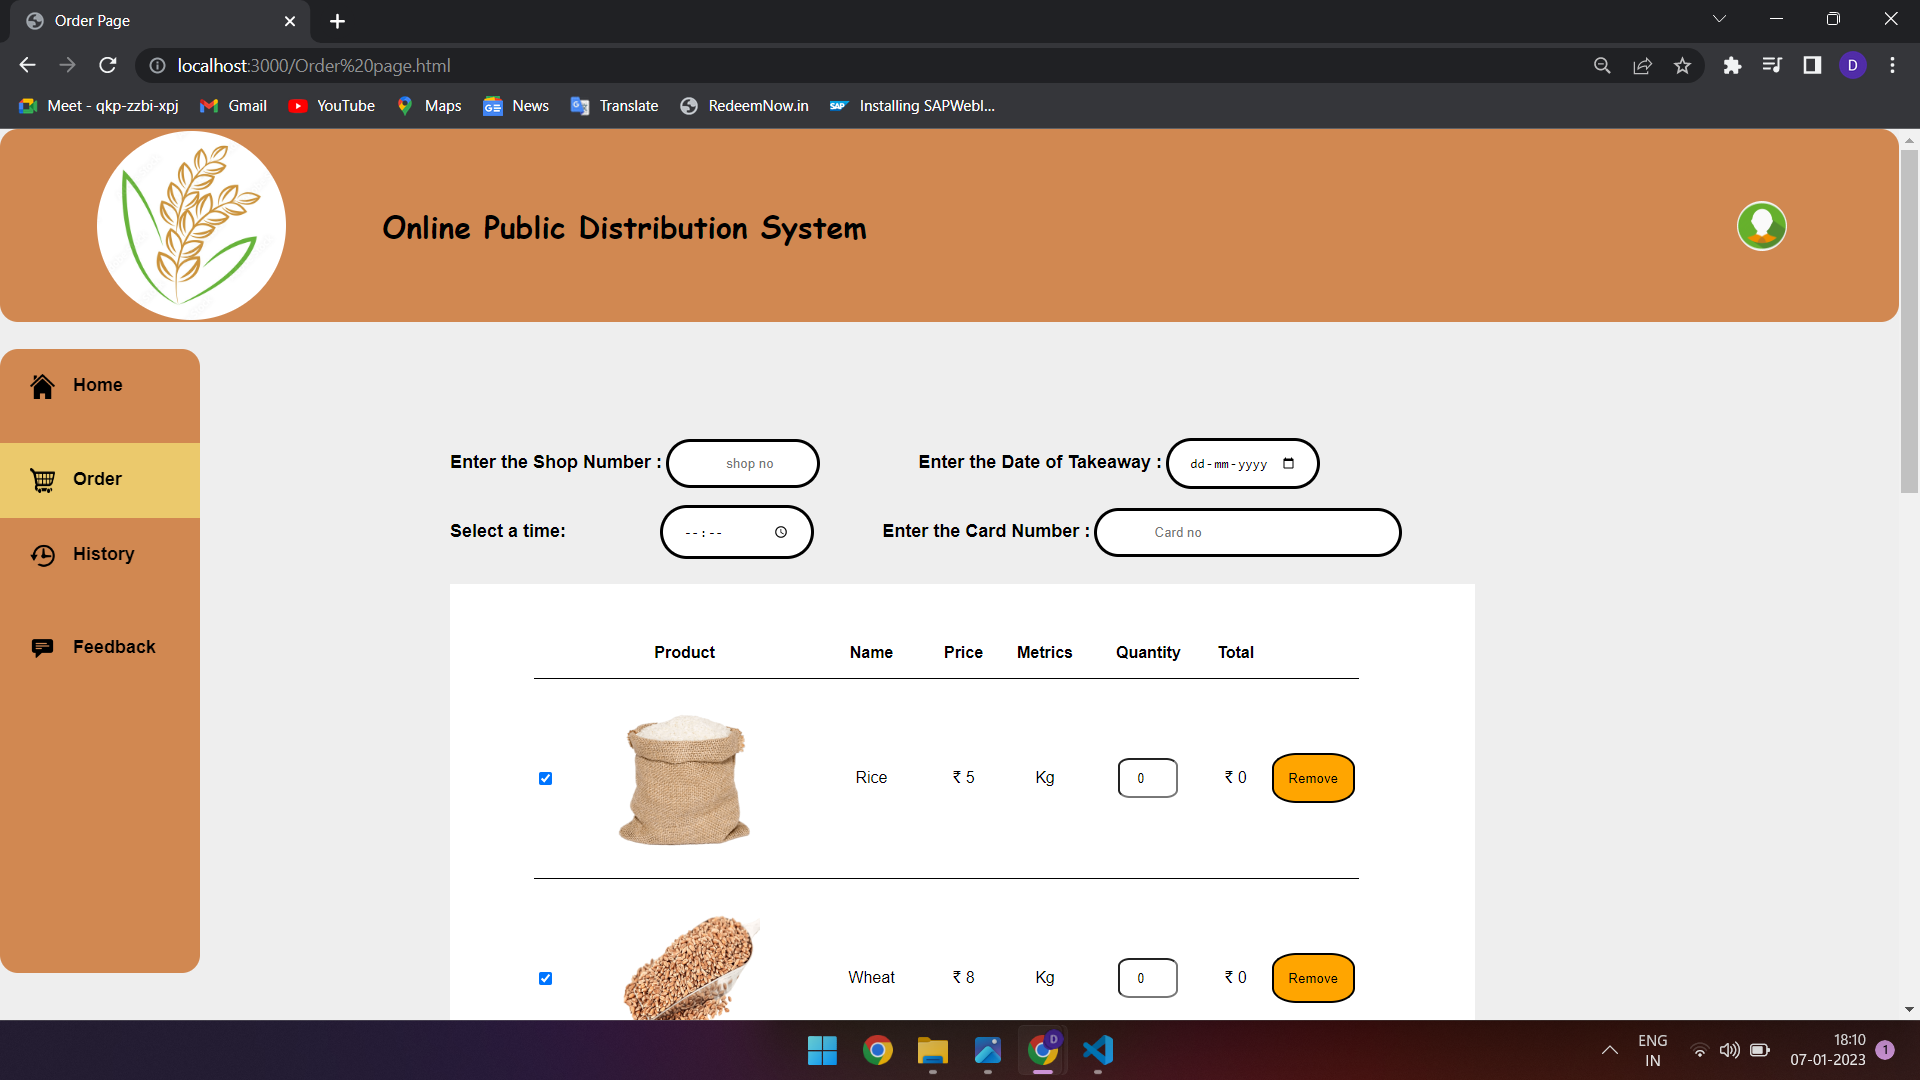 Order Page
localhost:3000/Order%20page.html
D
Meet - qkp-zzbi-xpj Gmail YouTube Maps News Translate RedeemNow.in SAP Installing SAPWebI...
Online Public Distribution System
Home
Order
History
Feedback
Enter the Shop Number : shop no Enter the Date of Takeaway : dd-mm-yyyy
Select a time: --:-- Enter the Card Number : Card no
Product Name Price Metrics Quantity Total
Rice ₹ 5 Kg 0 ₹ 0 Remove
Wheat ₹ 8 Kg 0 ₹ 0 Remove
D
ENG
IN
18:10
07-01-2023
1